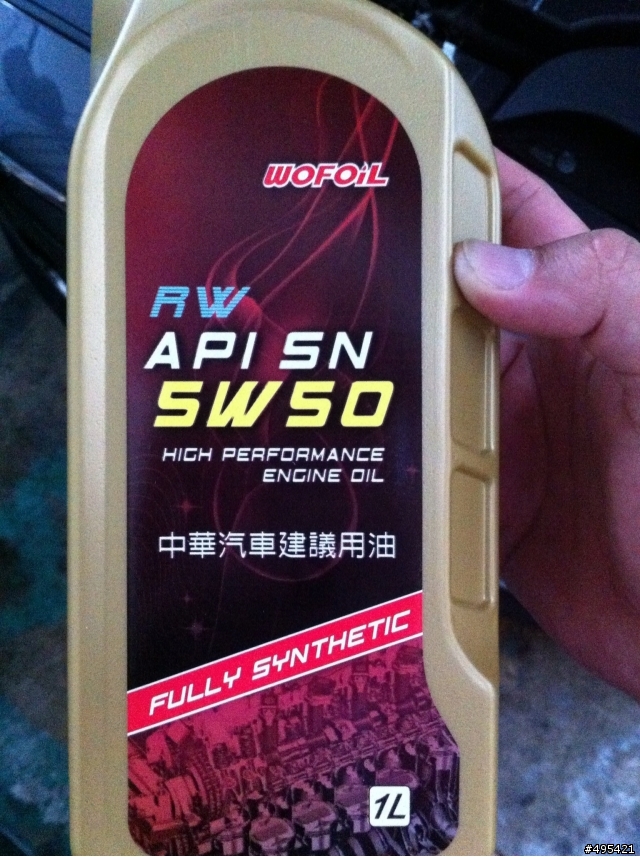 WOFOiL
RW
API SN
5W50
HIGH PERFORMANCE
ENGINE OIL
中華汽車建議用油
FULLY SYNTHETIC
1L
#495421